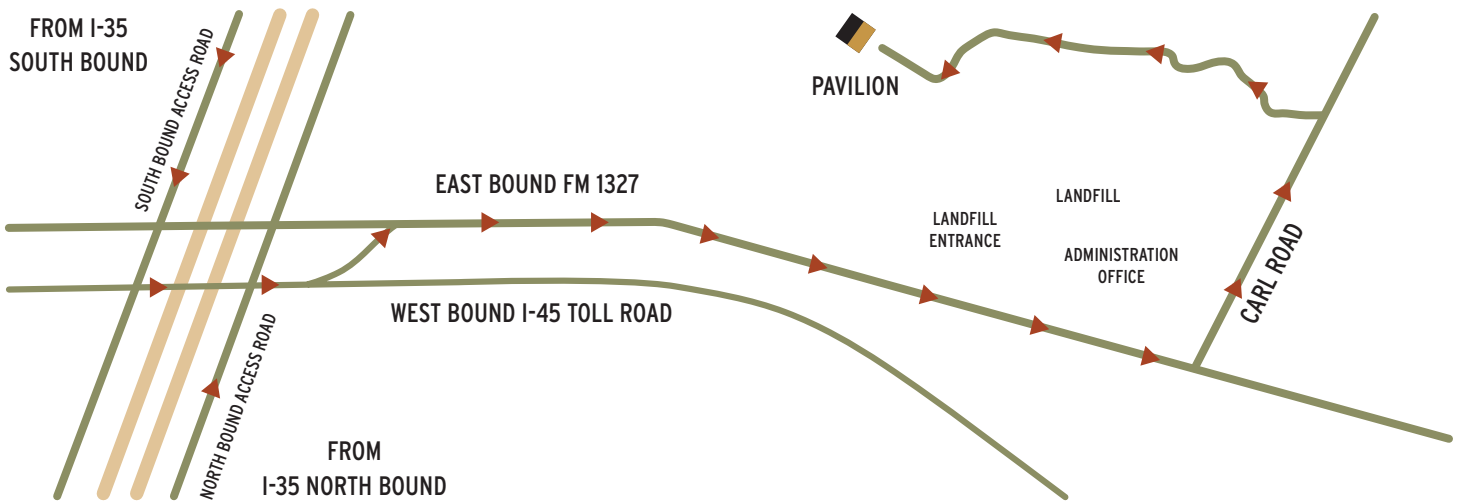 FROM I-35
SOUTH BOUND
SOUTH BOUND ACCESS ROAD
PAVILION
EAST BOUND FM 1327
LANDFILL
ENTRANCE
LANDFILL
ADMINISTRATION
OFFICE
CARL ROAD
WEST BOUND I-45 TOLL ROAD
NORTH BOUND ACCESS ROAD
FROM
I-35 NORTH BOUND